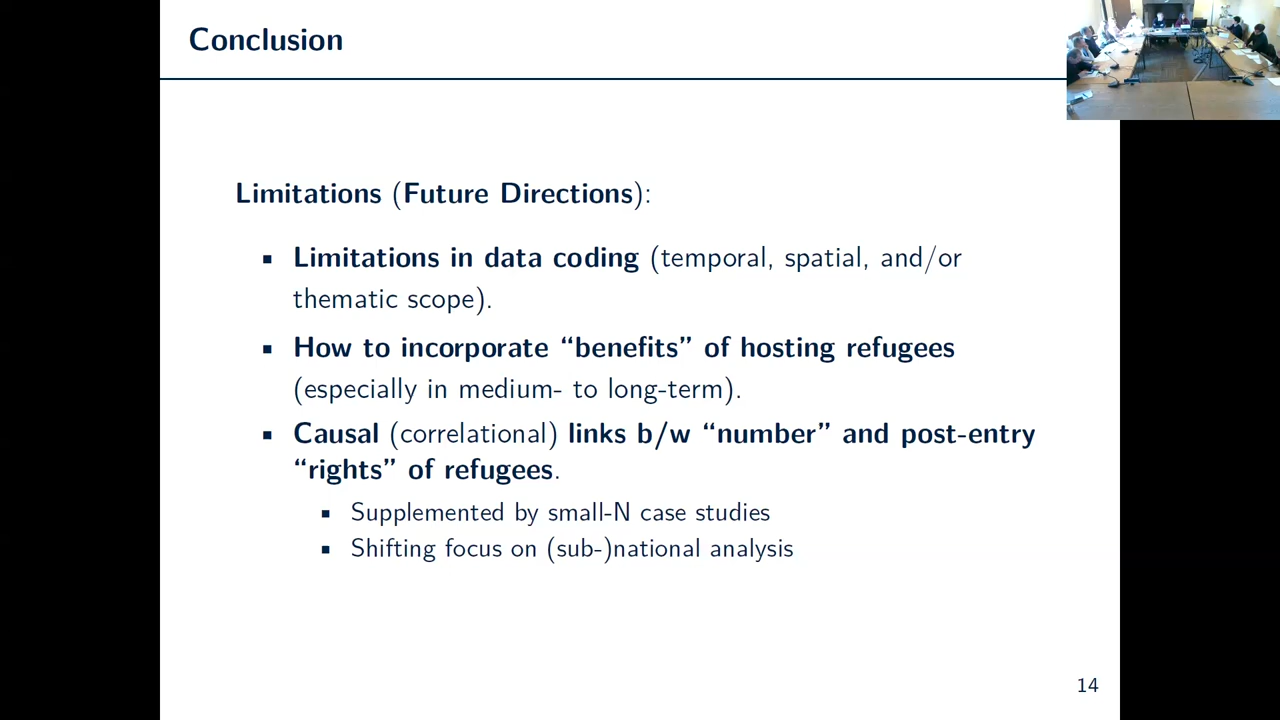 Conclusion
Limitations (Future Directions):
▪ Limitations in data coding (temporal, spatial, and/or
thematic scope).
▪ How to incorporate “benefits” of hosting refugees
(especially in medium- to long-term).
▪ Causal (correlational) links b/w “number” and post-entry
“rights” of refugees.
▪ Supplemented by small-N case studies
▪ Shifting focus on (sub-)national analysis
14